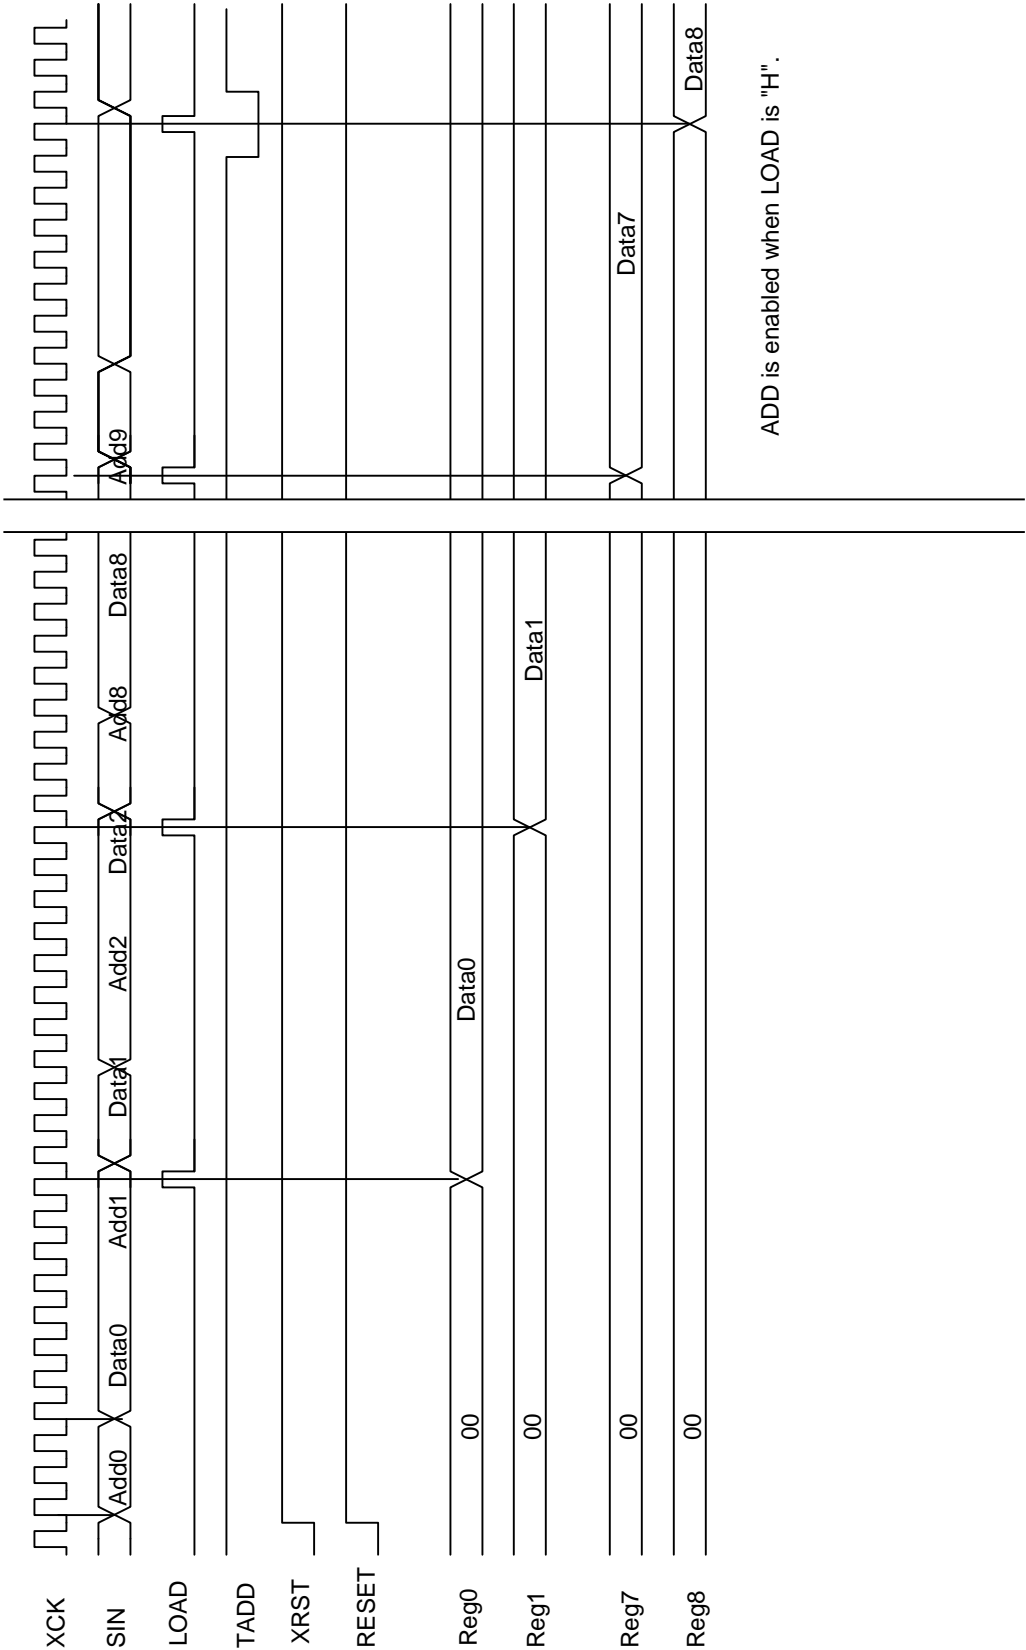 XCK
SIN
Add0
Data0
Add1
Data1
Add2
Data2
Add8
Data8
Add9
LOAD
TADD
XRST
RESET
Reg0
00
Data0
Reg1
00
Data1
Reg7
00
Data7
Reg8
00
Data8
ADD is enabled when LOAD is "H".